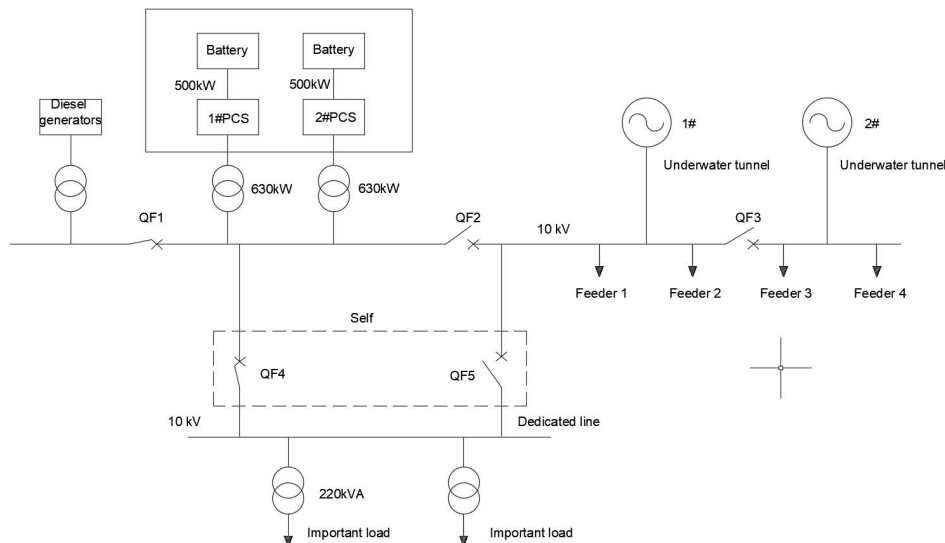 Battery
Battery
500kW
500kW
Diesel
generators
1#PCS
2#PCS
1#
2#
Underwater tunnel
Underwater tunnel
630kW
630kW
QF1
QF2
QF3
10 kV
Feeder 1
Feeder 2
Feeder 3
Feeder 4
Self
QF4
QF5
10 kV
Dedicated line
220kVA
Important load
Important load